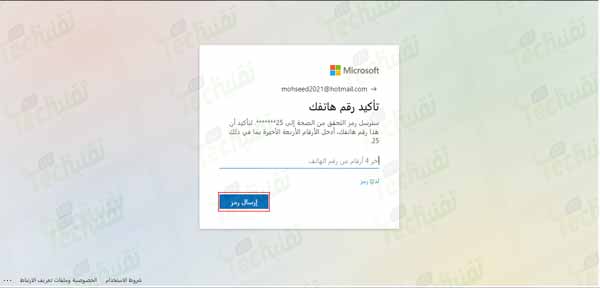 Microsoft
mohseed2021@hotmail.com
تأكيد رقم هاتفك
سنرسل رمز التحقق من الصحة إلى 25*******. لتأكيد أن
هذا رقم هاتفك، أدخل الأرقام الأربعة الأخيرة بما في ذلك
25.
آخر 4 أرقام من رقم الهاتف
لديّ رمز
إرسال رمز
شروط الاستخدام الخصوصية وملفات تعريف الارتباط ...
تقنيتك
Techuink